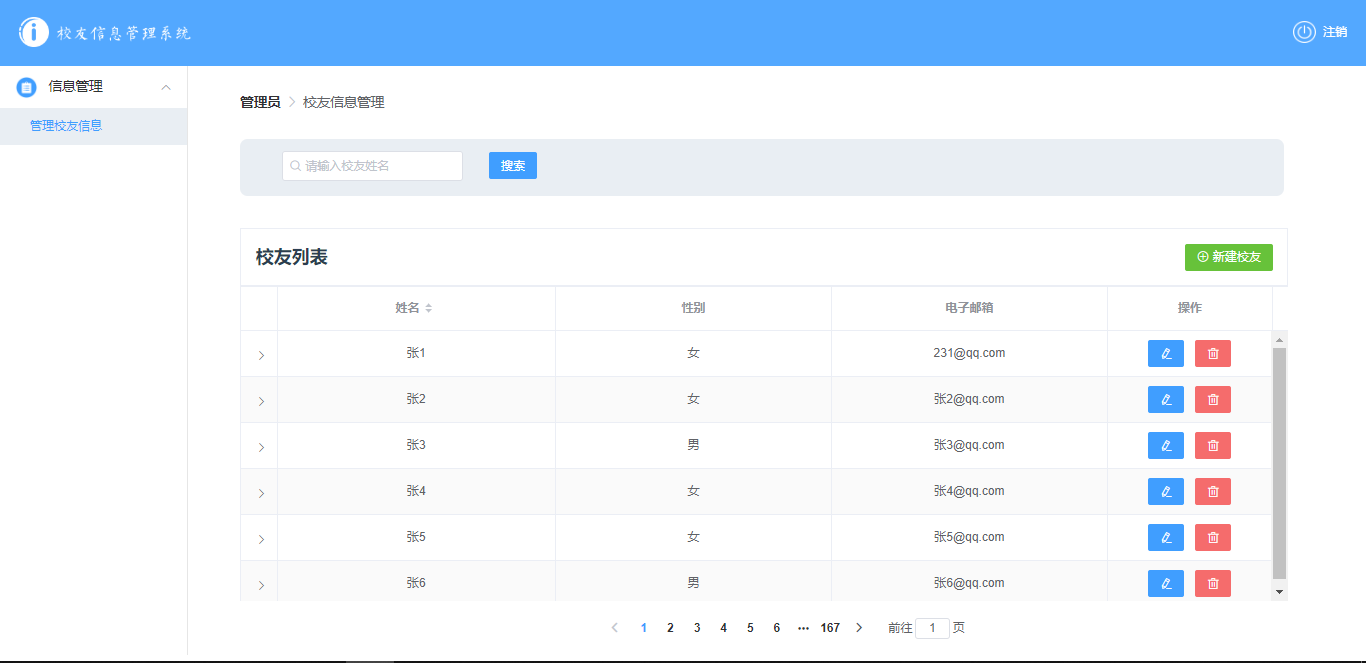 校友信息管理系统
注销
信息管理
管理校友信息
管理员 校友信息管理
请输入校友姓名 搜索
校友列表 新建校友
姓名 性别 电子邮箱 操作
张1 女 231@qq.com
张2 女 张2@qq.com
张3 男 张3@qq.com
张4 女 张4@qq.com
张5 女 张5@qq.com
张6 男 张6@qq.com
1 2 3 4 5 6 ••• 167 前往 1 页